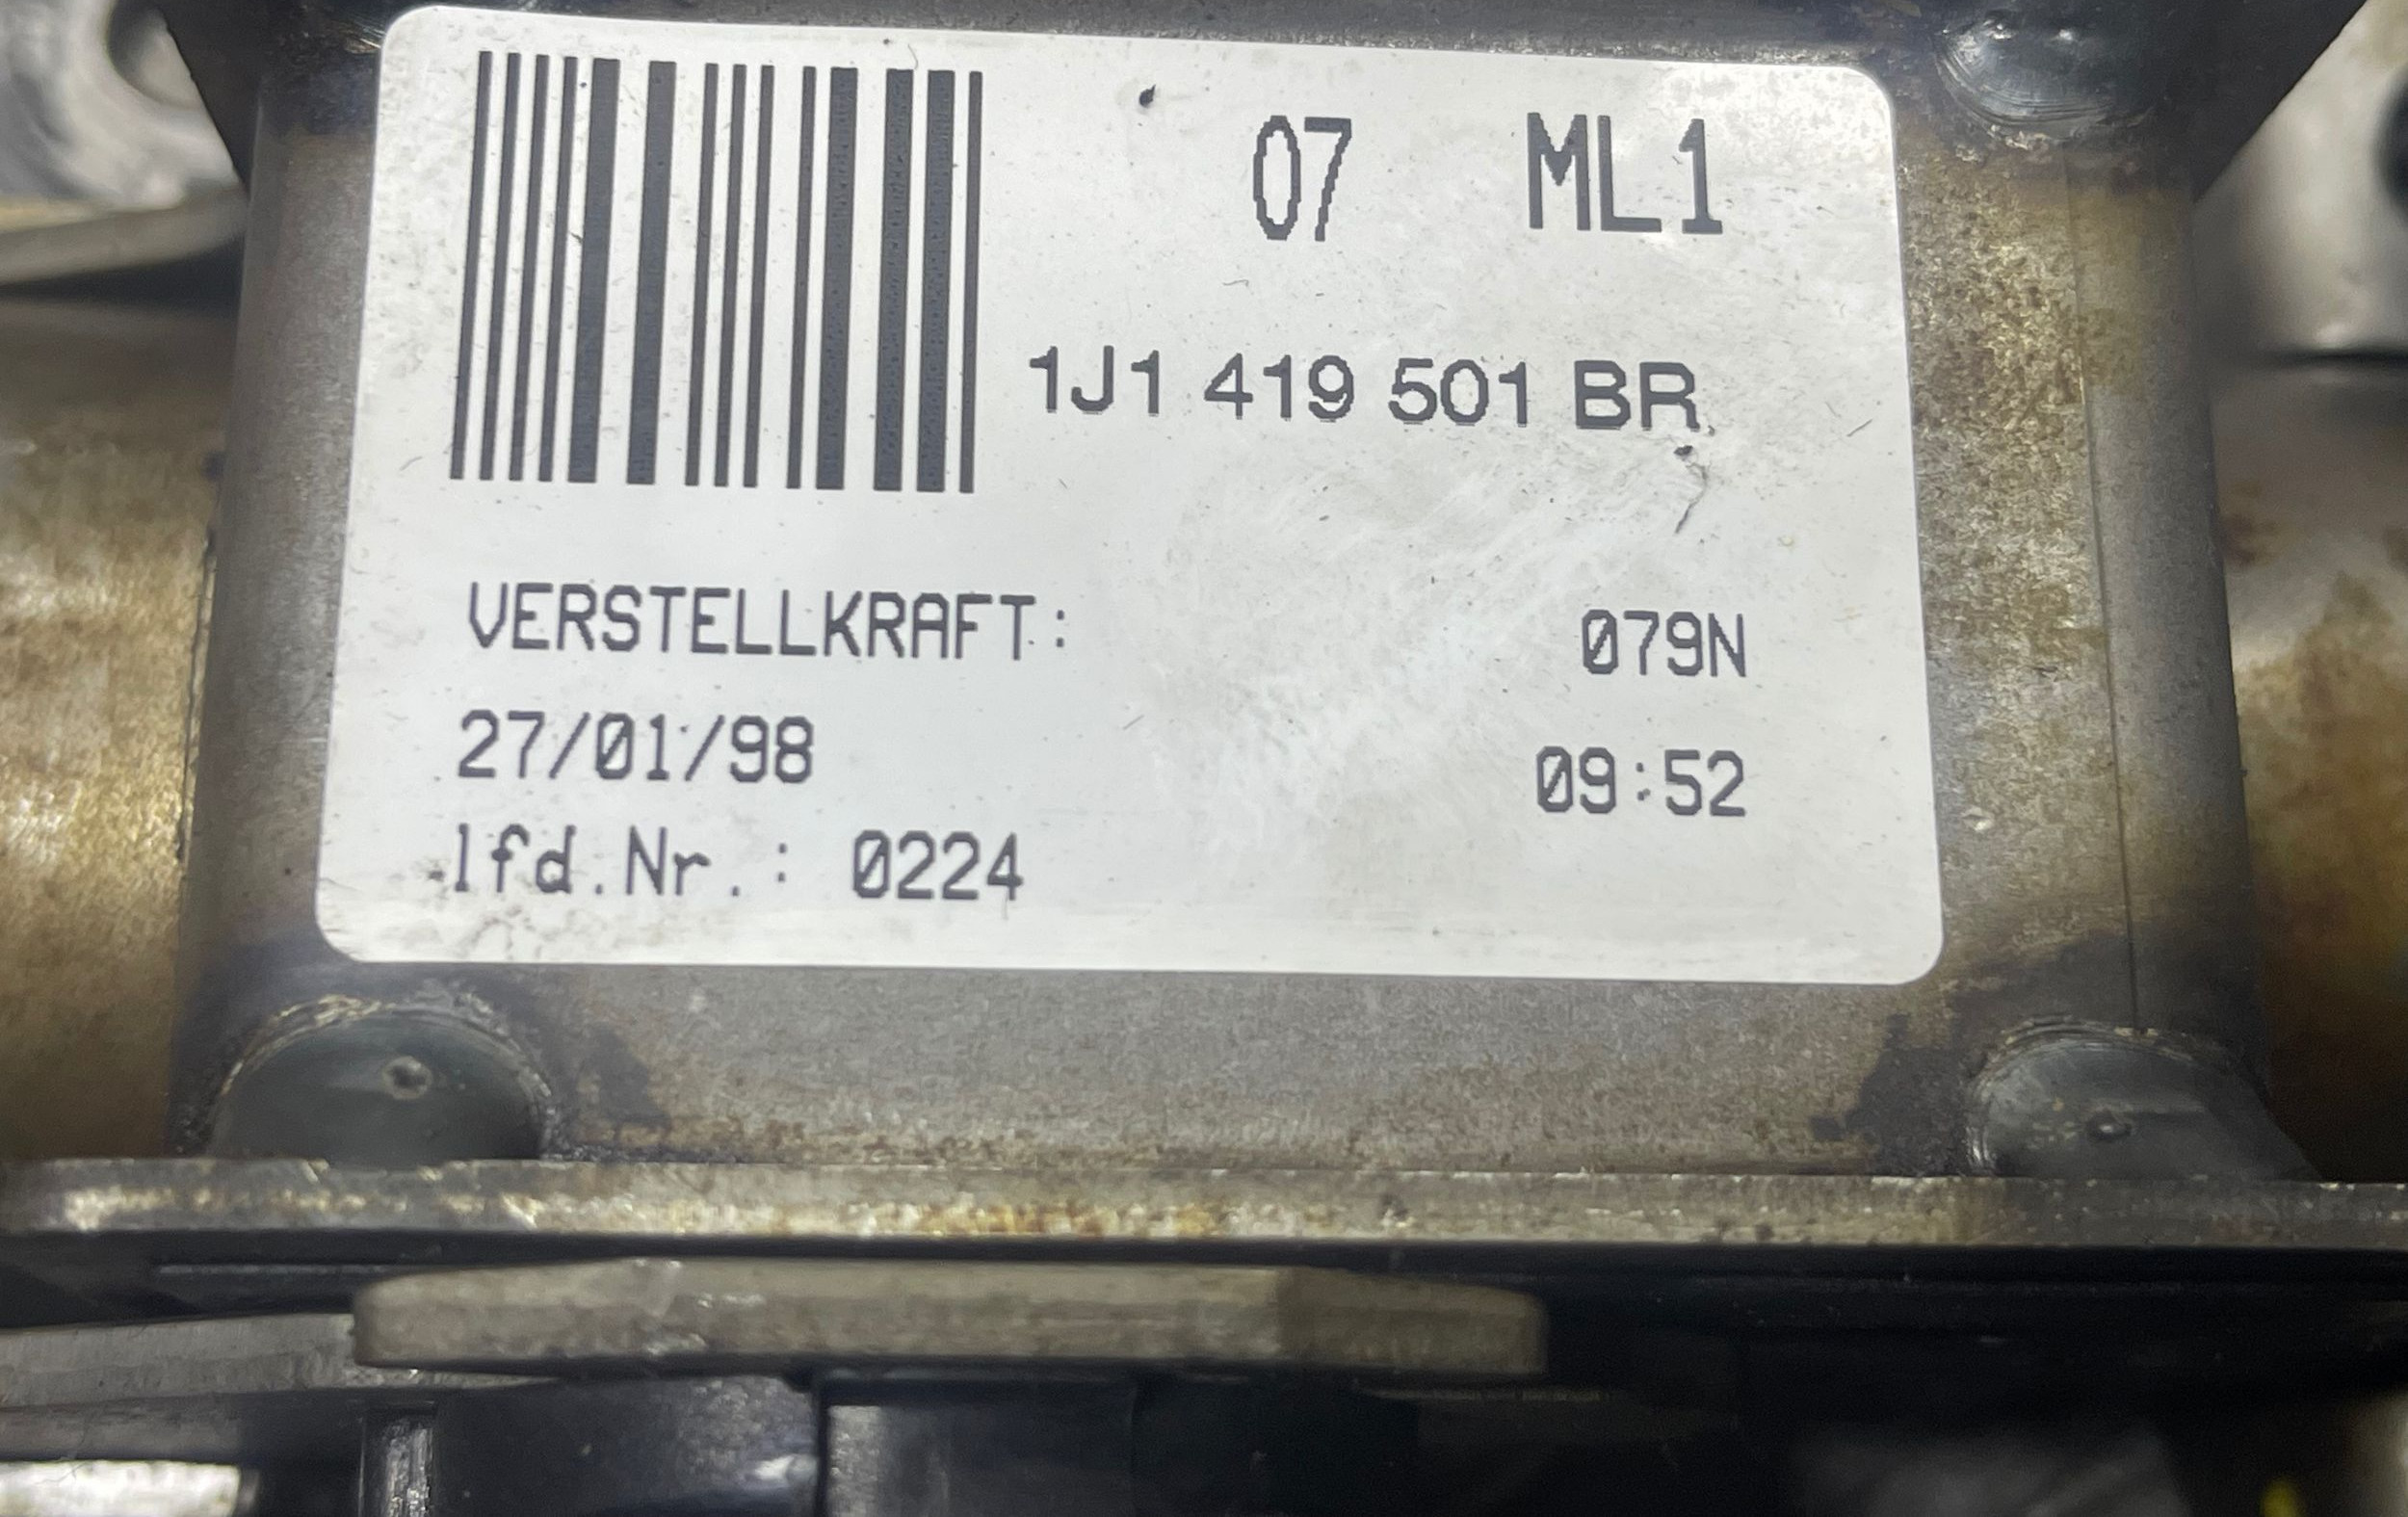 07 ML1
1J1 419 501 BR
VERSTELLKRAFT: 079N
27/01/98 09:52
lfd.Nr.: 0224